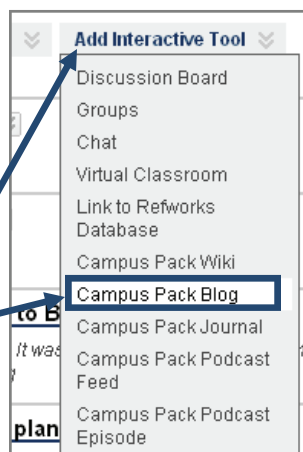 Add Interactive Tool
Discussion Board
Groups
Chat
Virtual Classroom
Link to Refworks
Database
Campus Pack Wiki
Campus Pack Blog
to B
Campus Pack Journal
It was
Campus Pack Podcast
Feed
Campus Pack Podcast
plan
Episode